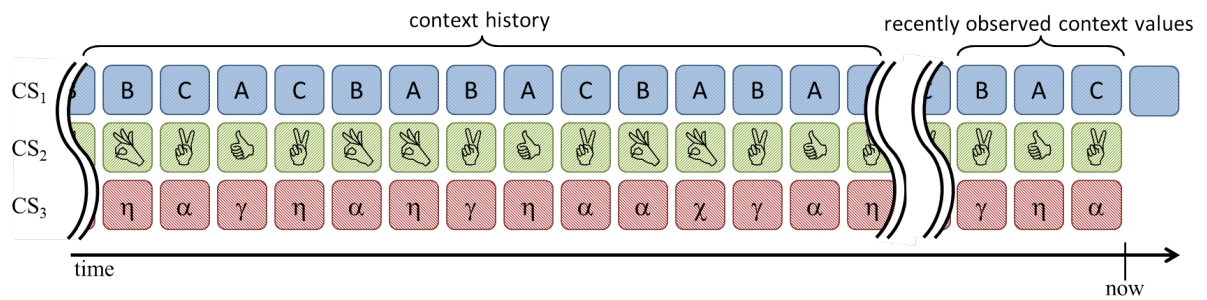 context history
recently observed context values
CS₁ B C A C B A B A C B A B A C B A C
CS₂
CS₃ η α γ η α η γ η α α χ γ α η γ η α
time
now